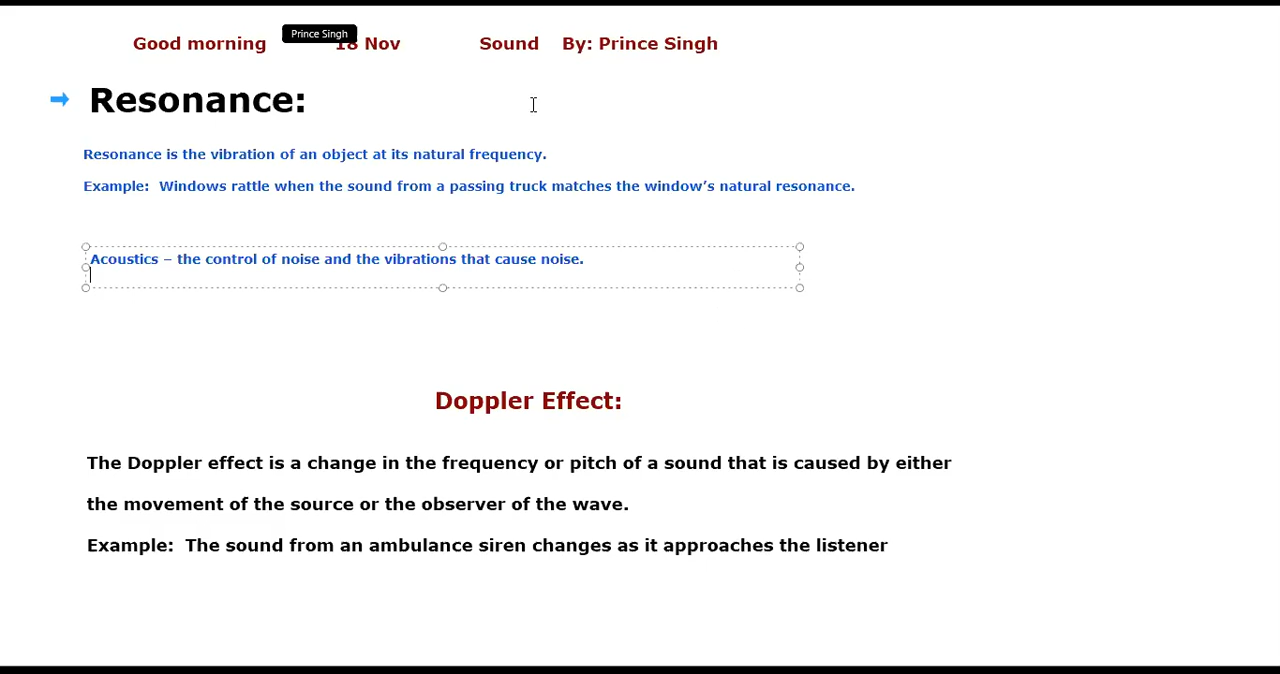 Good morning 18 Nov Sound By: Prince Singh
Prince Singh
Resonance:
Resonance is the vibration of an object at its natural frequency.
Example: Windows rattle when the sound from a passing truck matches the window’s natural resonance.
Acoustics – the control of noise and the vibrations that cause noise.
Doppler Effect:
The Doppler effect is a change in the frequency or pitch of a sound that is caused by either
the movement of the source or the observer of the wave.
Example: The sound from an ambulance siren changes as it approaches the listener